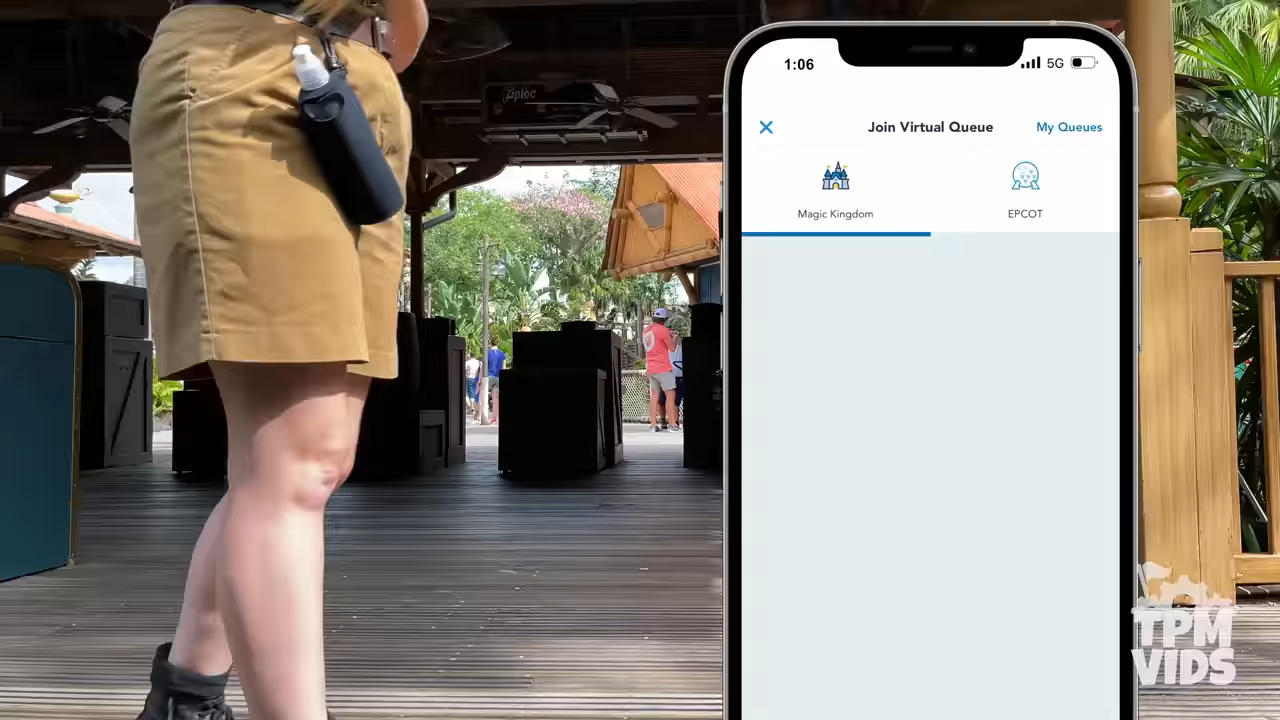 Ziploc
1:06
5G
Join Virtual Queue
My Queues
Magic Kingdom
EPCOT
TPM
VIDS